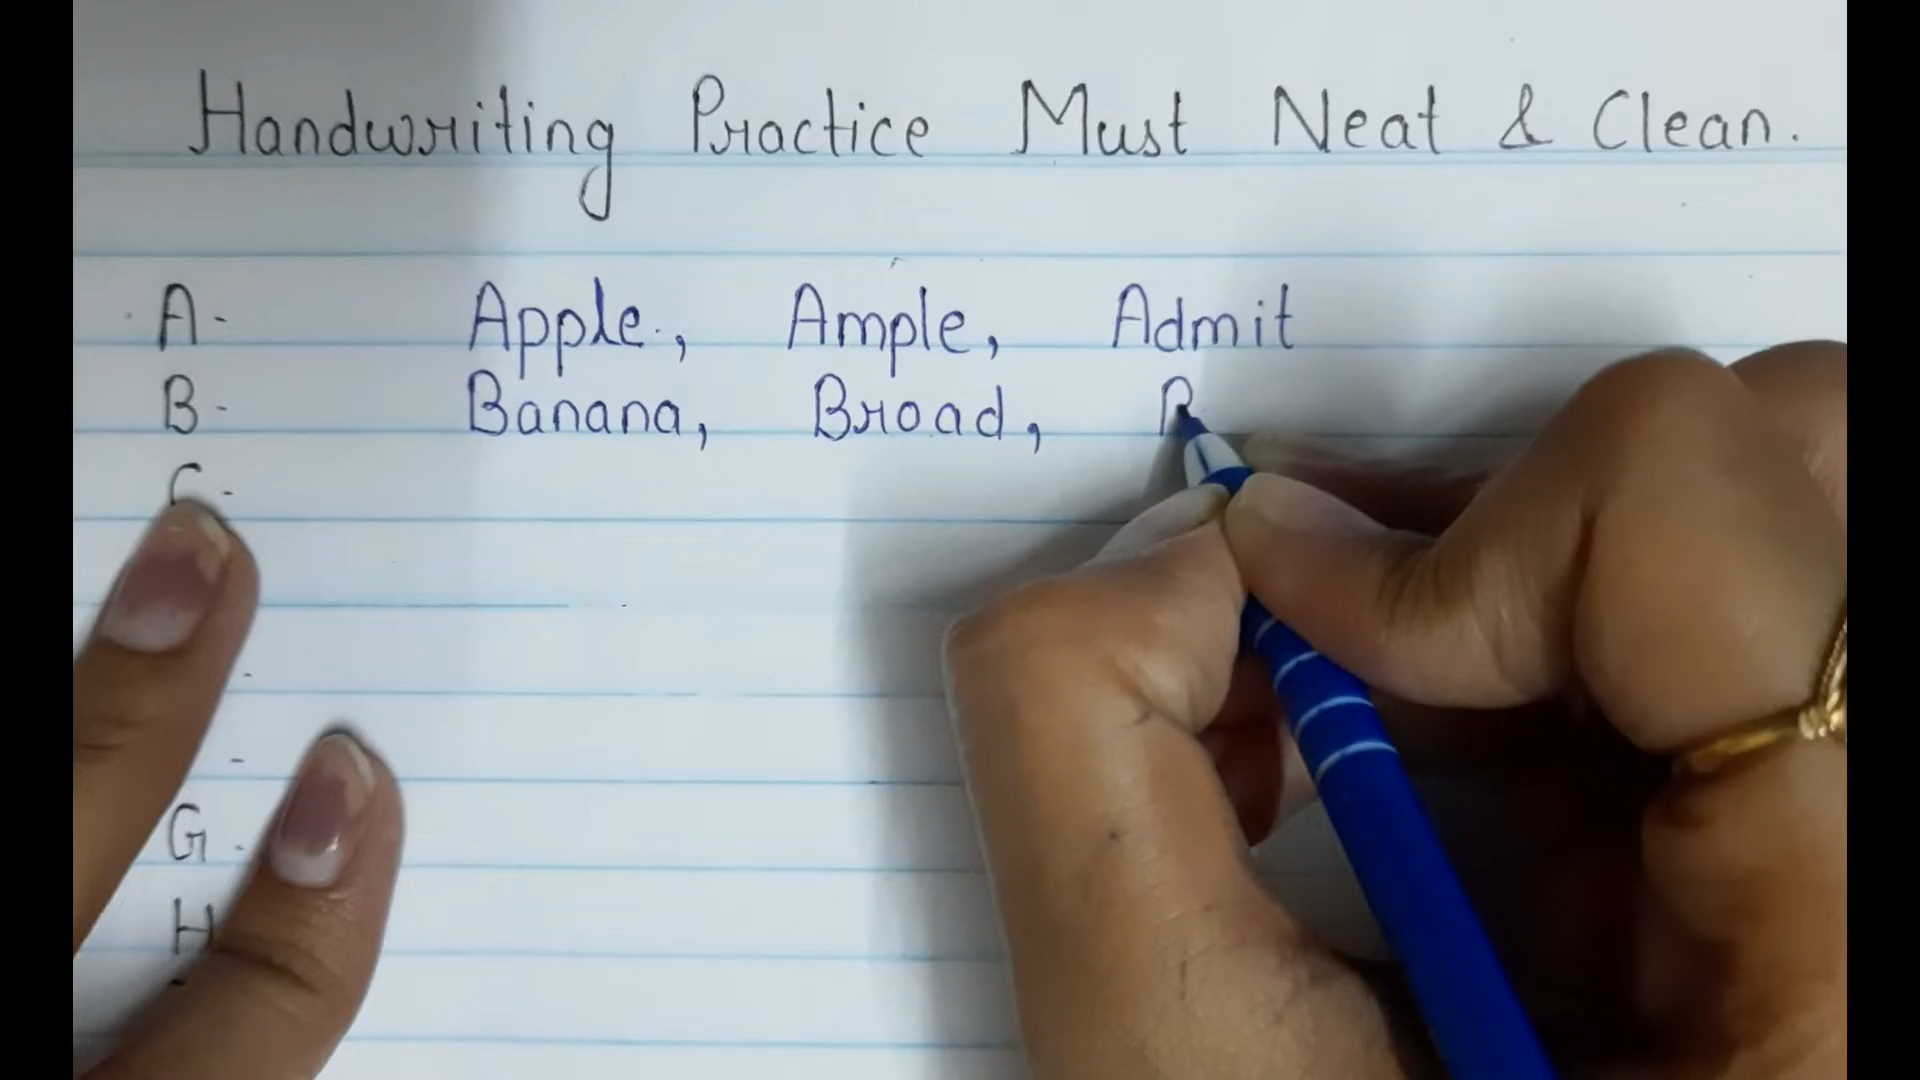 Handwriting Practice Must Neat & Clean.
A- Apple, Ample, Admit
B- Banana, Broad,
C-
G-
H